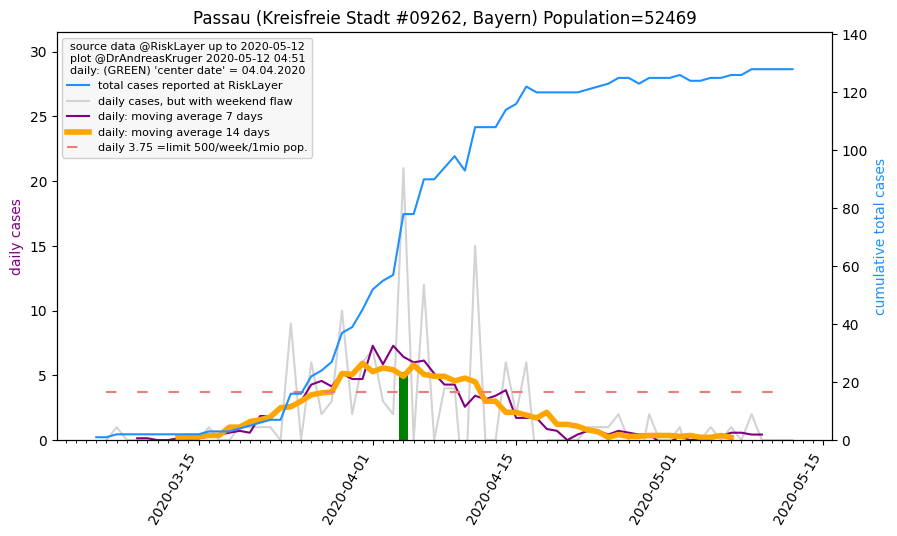 Passau (Kreisfreie Stadt #09262, Bayern) Population=52469
source data @RiskLayer up to 2020-05-12
plot @DrAndreasKruger 2020-05-12 04:51
daily: (GREEN) 'center date' = 04.04.2020
total cases reported at RiskLayer
daily cases, but with weekend flaw
daily: moving average 7 days
daily: moving average 14 days
daily 3.75 =limit 500/week/1mio pop.
daily cases
30
25
20
15
10
5
0
cumulative total cases
140
120
100
80
60
40
20
0
2020-03-15
2020-04-01
2020-04-15
2020-05-01
2020-05-15